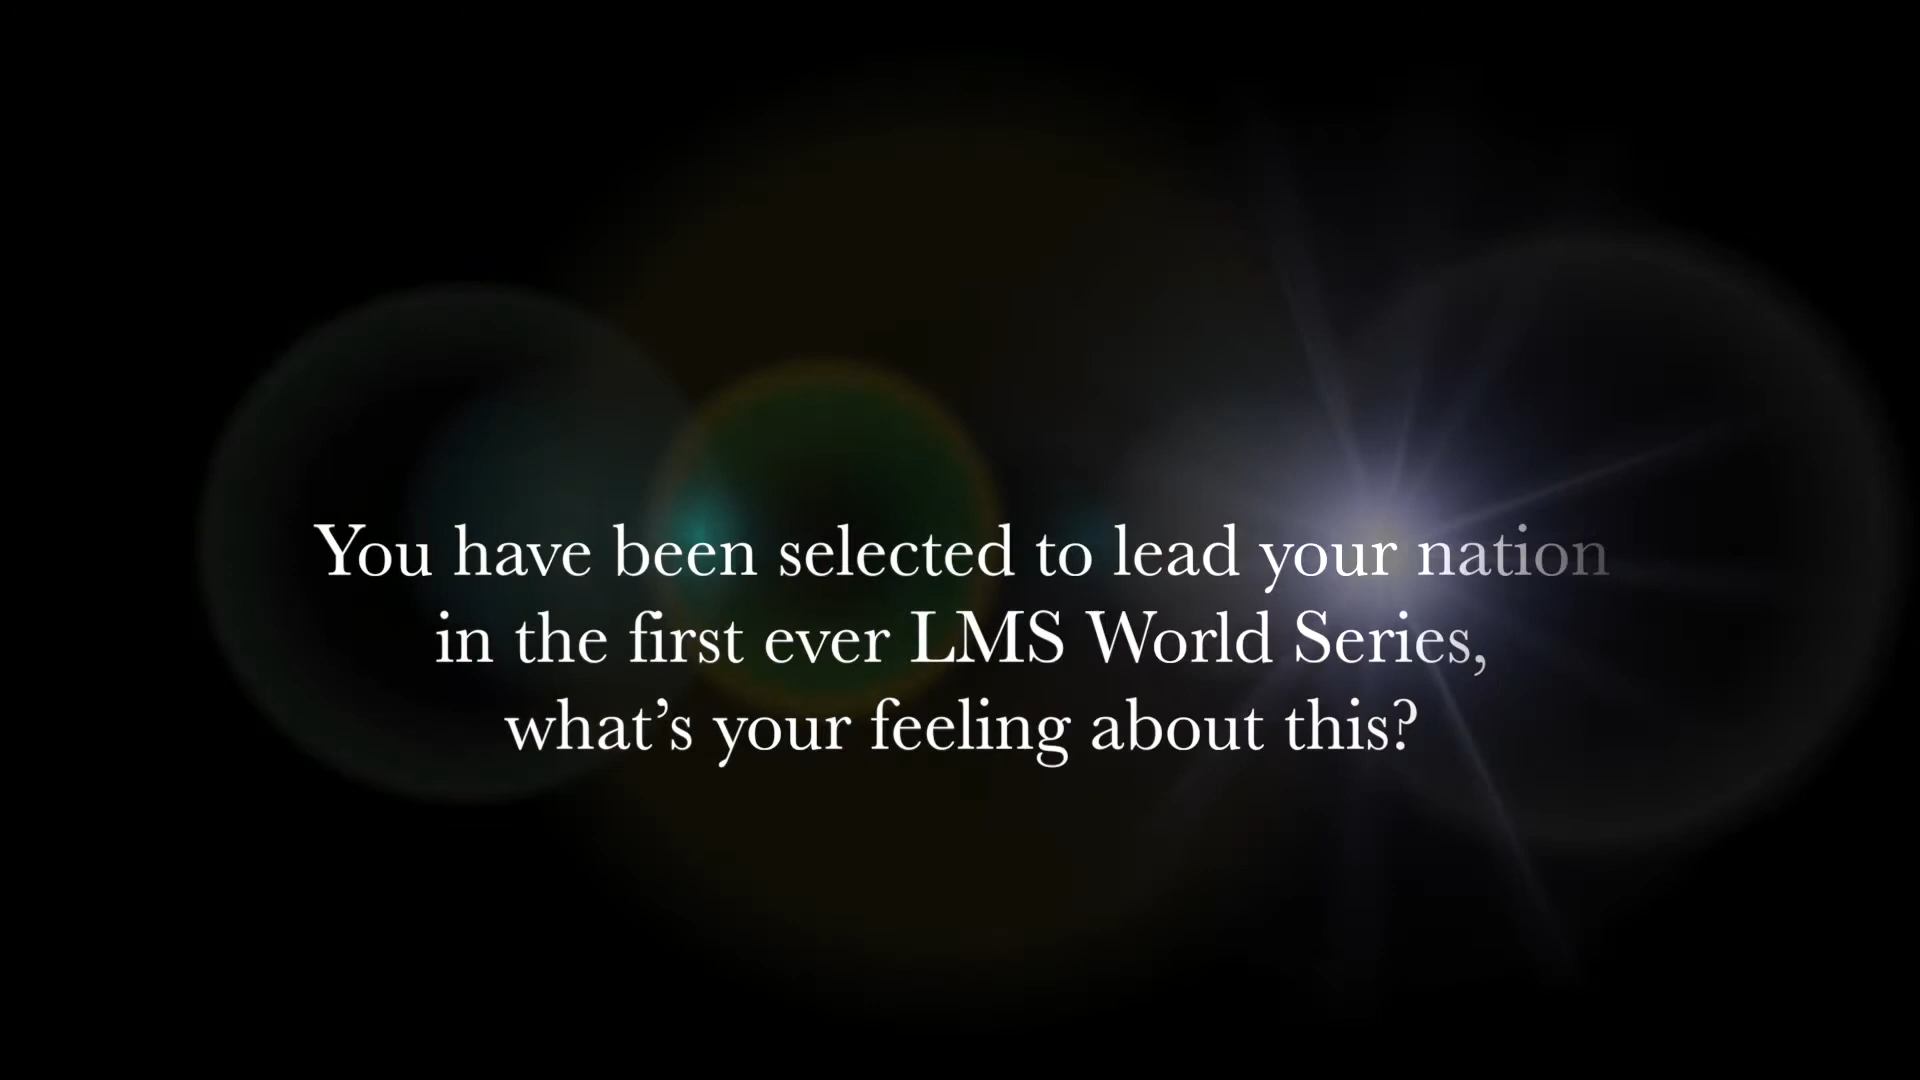 You have been selected to lead your nation
in the first ever LMS World Series,
what’s your feeling about this?